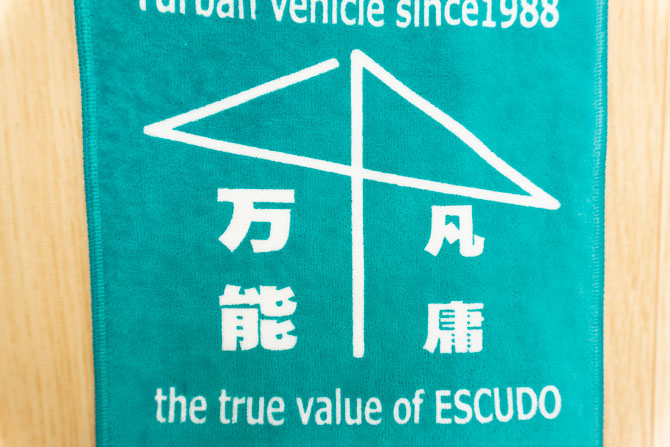 urban vehicle since1988
万能
凡庸
the true value of ESCUDO